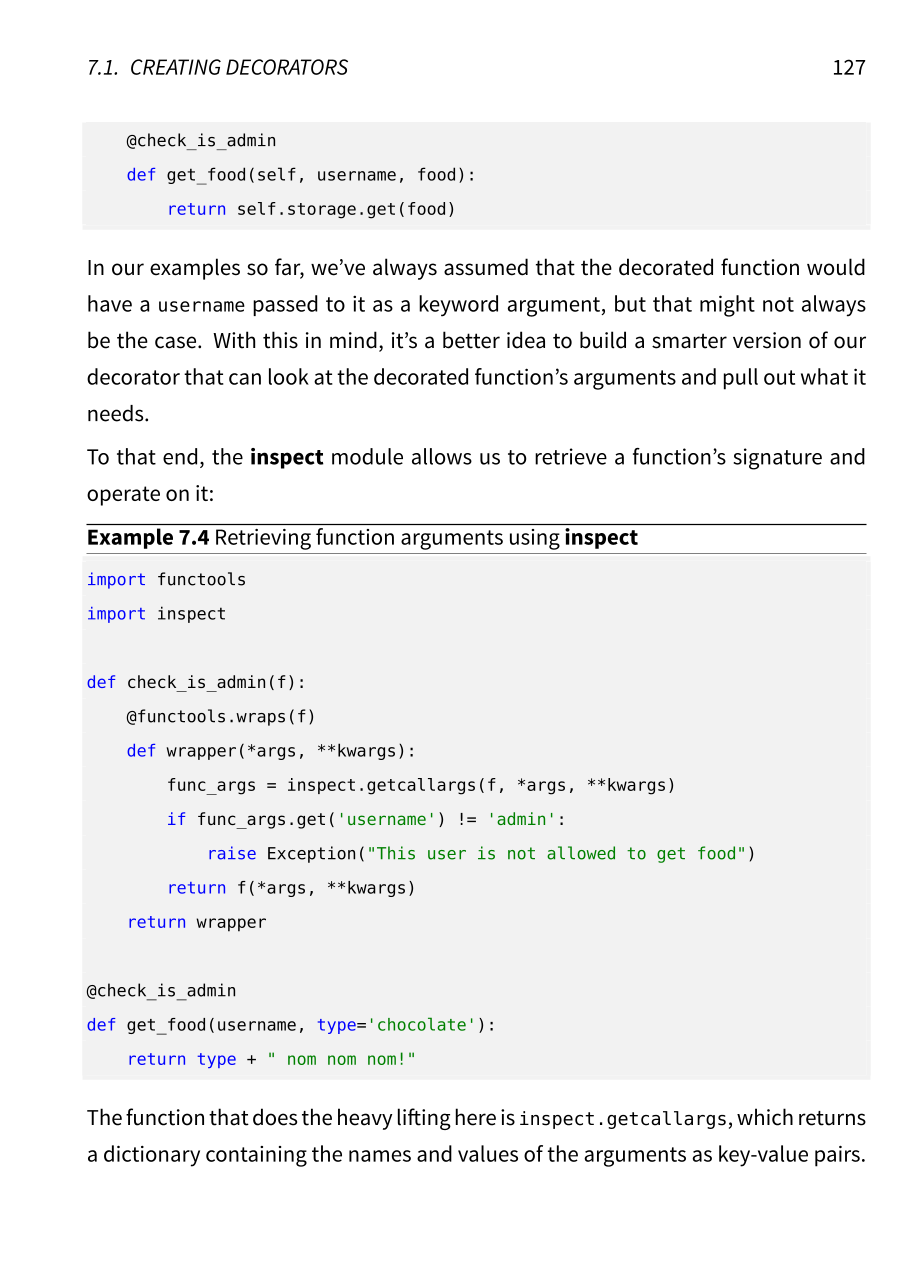 7.1. CREATING DECORATORS 127
    @check_is_admin
    def get_food(self, username, food):
        return self.storage.get(food)
In our examples so far, we’ve always assumed that the decorated function would
have a username passed to it as a keyword argument, but that might not always
be the case. With this in mind, it’s a better idea to build a smarter version of our
decorator that can look at the decorated function’s arguments and pull out what it
needs.
To that end, the inspect module allows us to retrieve a function’s signature and
operate on it:
Example 7.4 Retrieving function arguments using inspect
import functools
import inspect
def check_is_admin(f):
    @functools.wraps(f)
    def wrapper(*args, **kwargs):
        func_args = inspect.getcallargs(f, *args, **kwargs)
        if func_args.get('username') != 'admin':
            raise Exception("This user is not allowed to get food")
        return f(*args, **kwargs)
    return wrapper
@check_is_admin
def get_food(username, type='chocolate'):
    return type + " nom nom nom!"
The function that does the heavy lifting here is inspect.getcallargs, which returns
a dictionary containing the names and values of the arguments as key-value pairs.